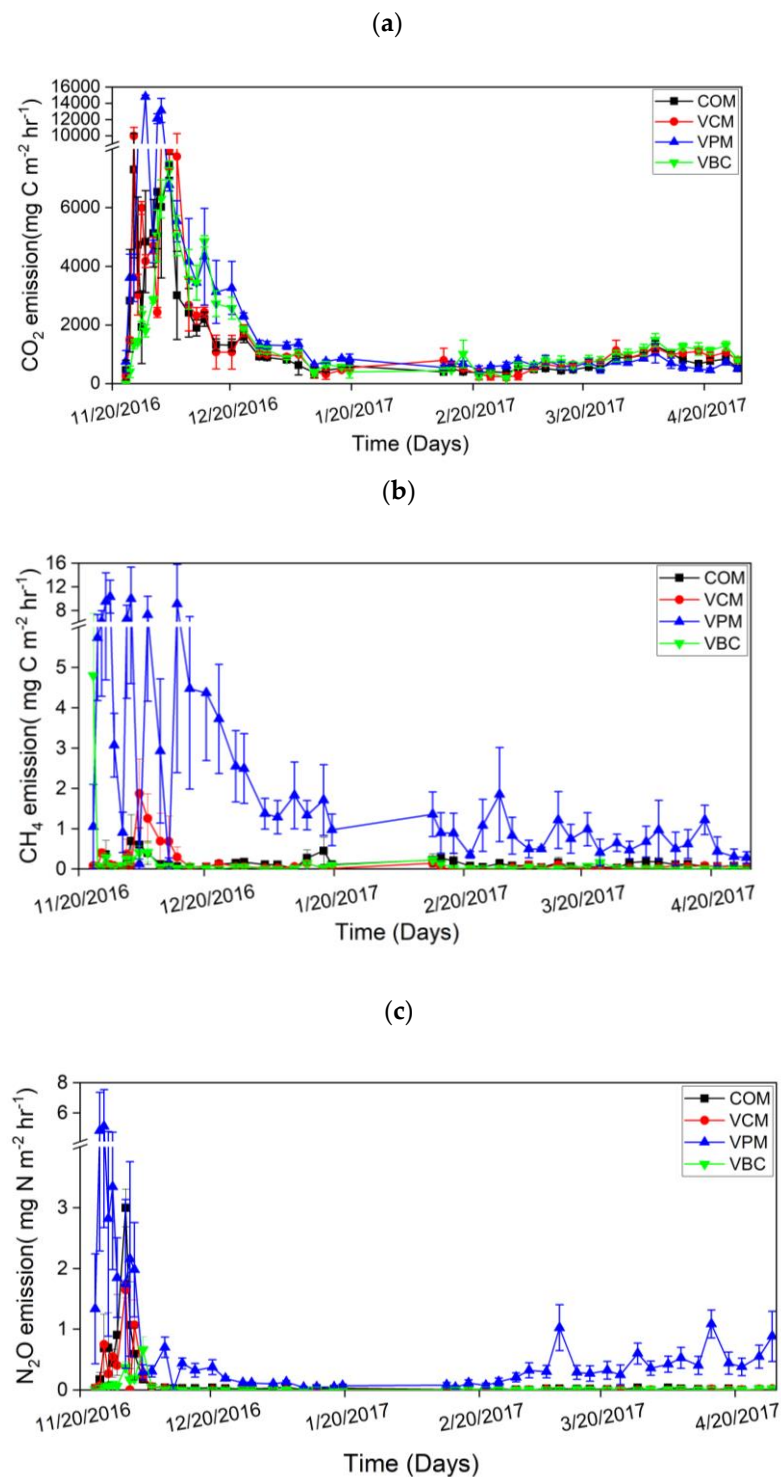 (a)
CO2 emission(mg C m-2 hr-1)
16000
14000
12000
10000
6000
4000
2000
0
COM
VCM
VPM
VBC
11/20/2016 12/20/2016 1/20/2017 2/20/2017 3/20/2017 4/20/2017
Time (Days)
(b)
CH4 emission( mg C m-2 hr-1)
16
12
8
5
4
3
2
1
0
COM
VCM
VPM
VBC
11/20/2016 12/20/2016 1/20/2017 2/20/2017 3/20/2017 4/20/2017
Time (Days)
(c)
N2O emission( mg N m-2 hr-1)
8
6
3
2
1
0
COM
VCM
VPM
VBC
11/20/2016 12/20/2016 1/20/2017 2/20/2017 3/20/2017 4/20/2017
Time (Days)